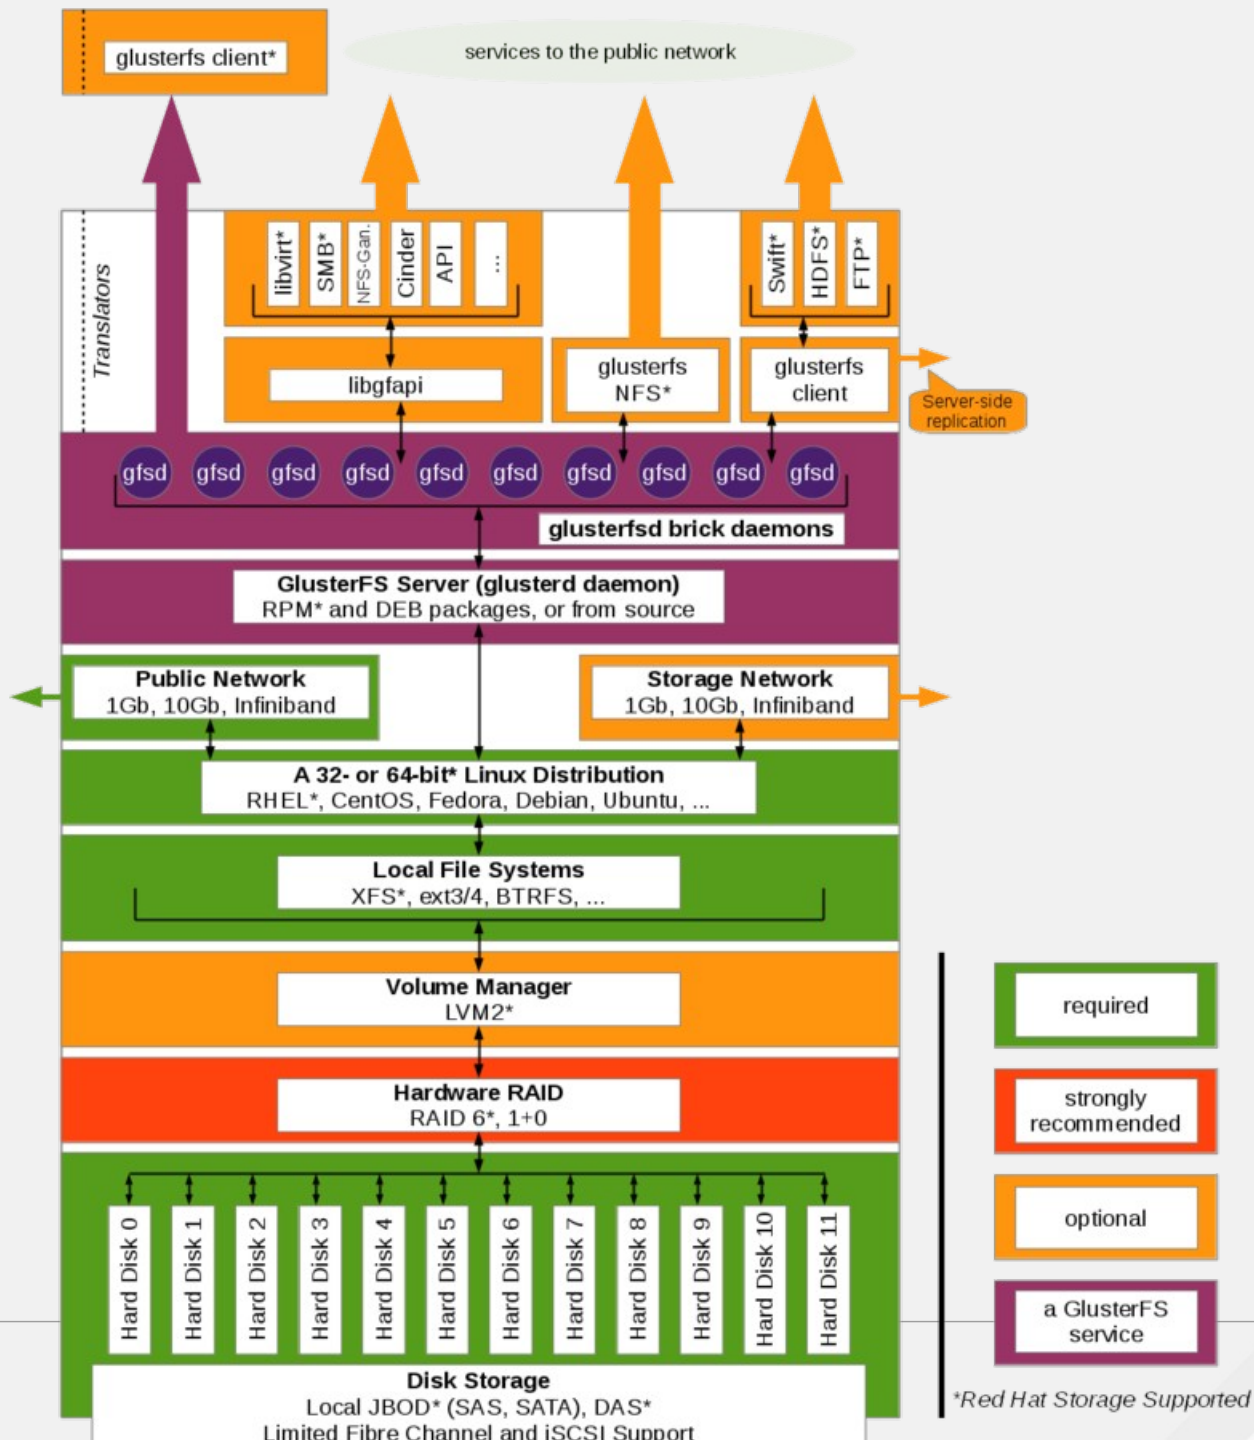 glusterfs client*
services to the public network
Translators
libvirt*
SMB*
NFS-Gan.
Cinder
API
...
Swift*
HDFS*
FTP*
libgfapi
glusterfs
NFS*
glusterfs
client
Server-side
replication
gfsd gfsd gfsd gfsd gfsd gfsd gfsd gfsd gfsd gfsd
glusterfsd brick daemons
GlusterFS Server (glusterd daemon)
RPM* and DEB packages, or from source
Public Network
1Gb, 10Gb, Infiniband
Storage Network
1Gb, 10Gb, Infiniband
A 32- or 64-bit* Linux Distribution
RHEL*, CentOS, Fedora, Debian, Ubuntu, ...
Local File Systems
XFS*, ext3/4, BTRFS, ...
Volume Manager
LVM2*
Hardware RAID
RAID 6*, 1+0
Hard Disk 0
Hard Disk 1
Hard Disk 2
Hard Disk 3
Hard Disk 4
Hard Disk 5
Hard Disk 6
Hard Disk 7
Hard Disk 8
Hard Disk 9
Hard Disk 10
Hard Disk 11
Disk Storage
Local JBOD* (SAS, SATA), DAS*
Limited Fibre Channel and iSCSI Support
required
strongly
recommended
optional
a GlusterFS
service
*Red Hat Storage Supported